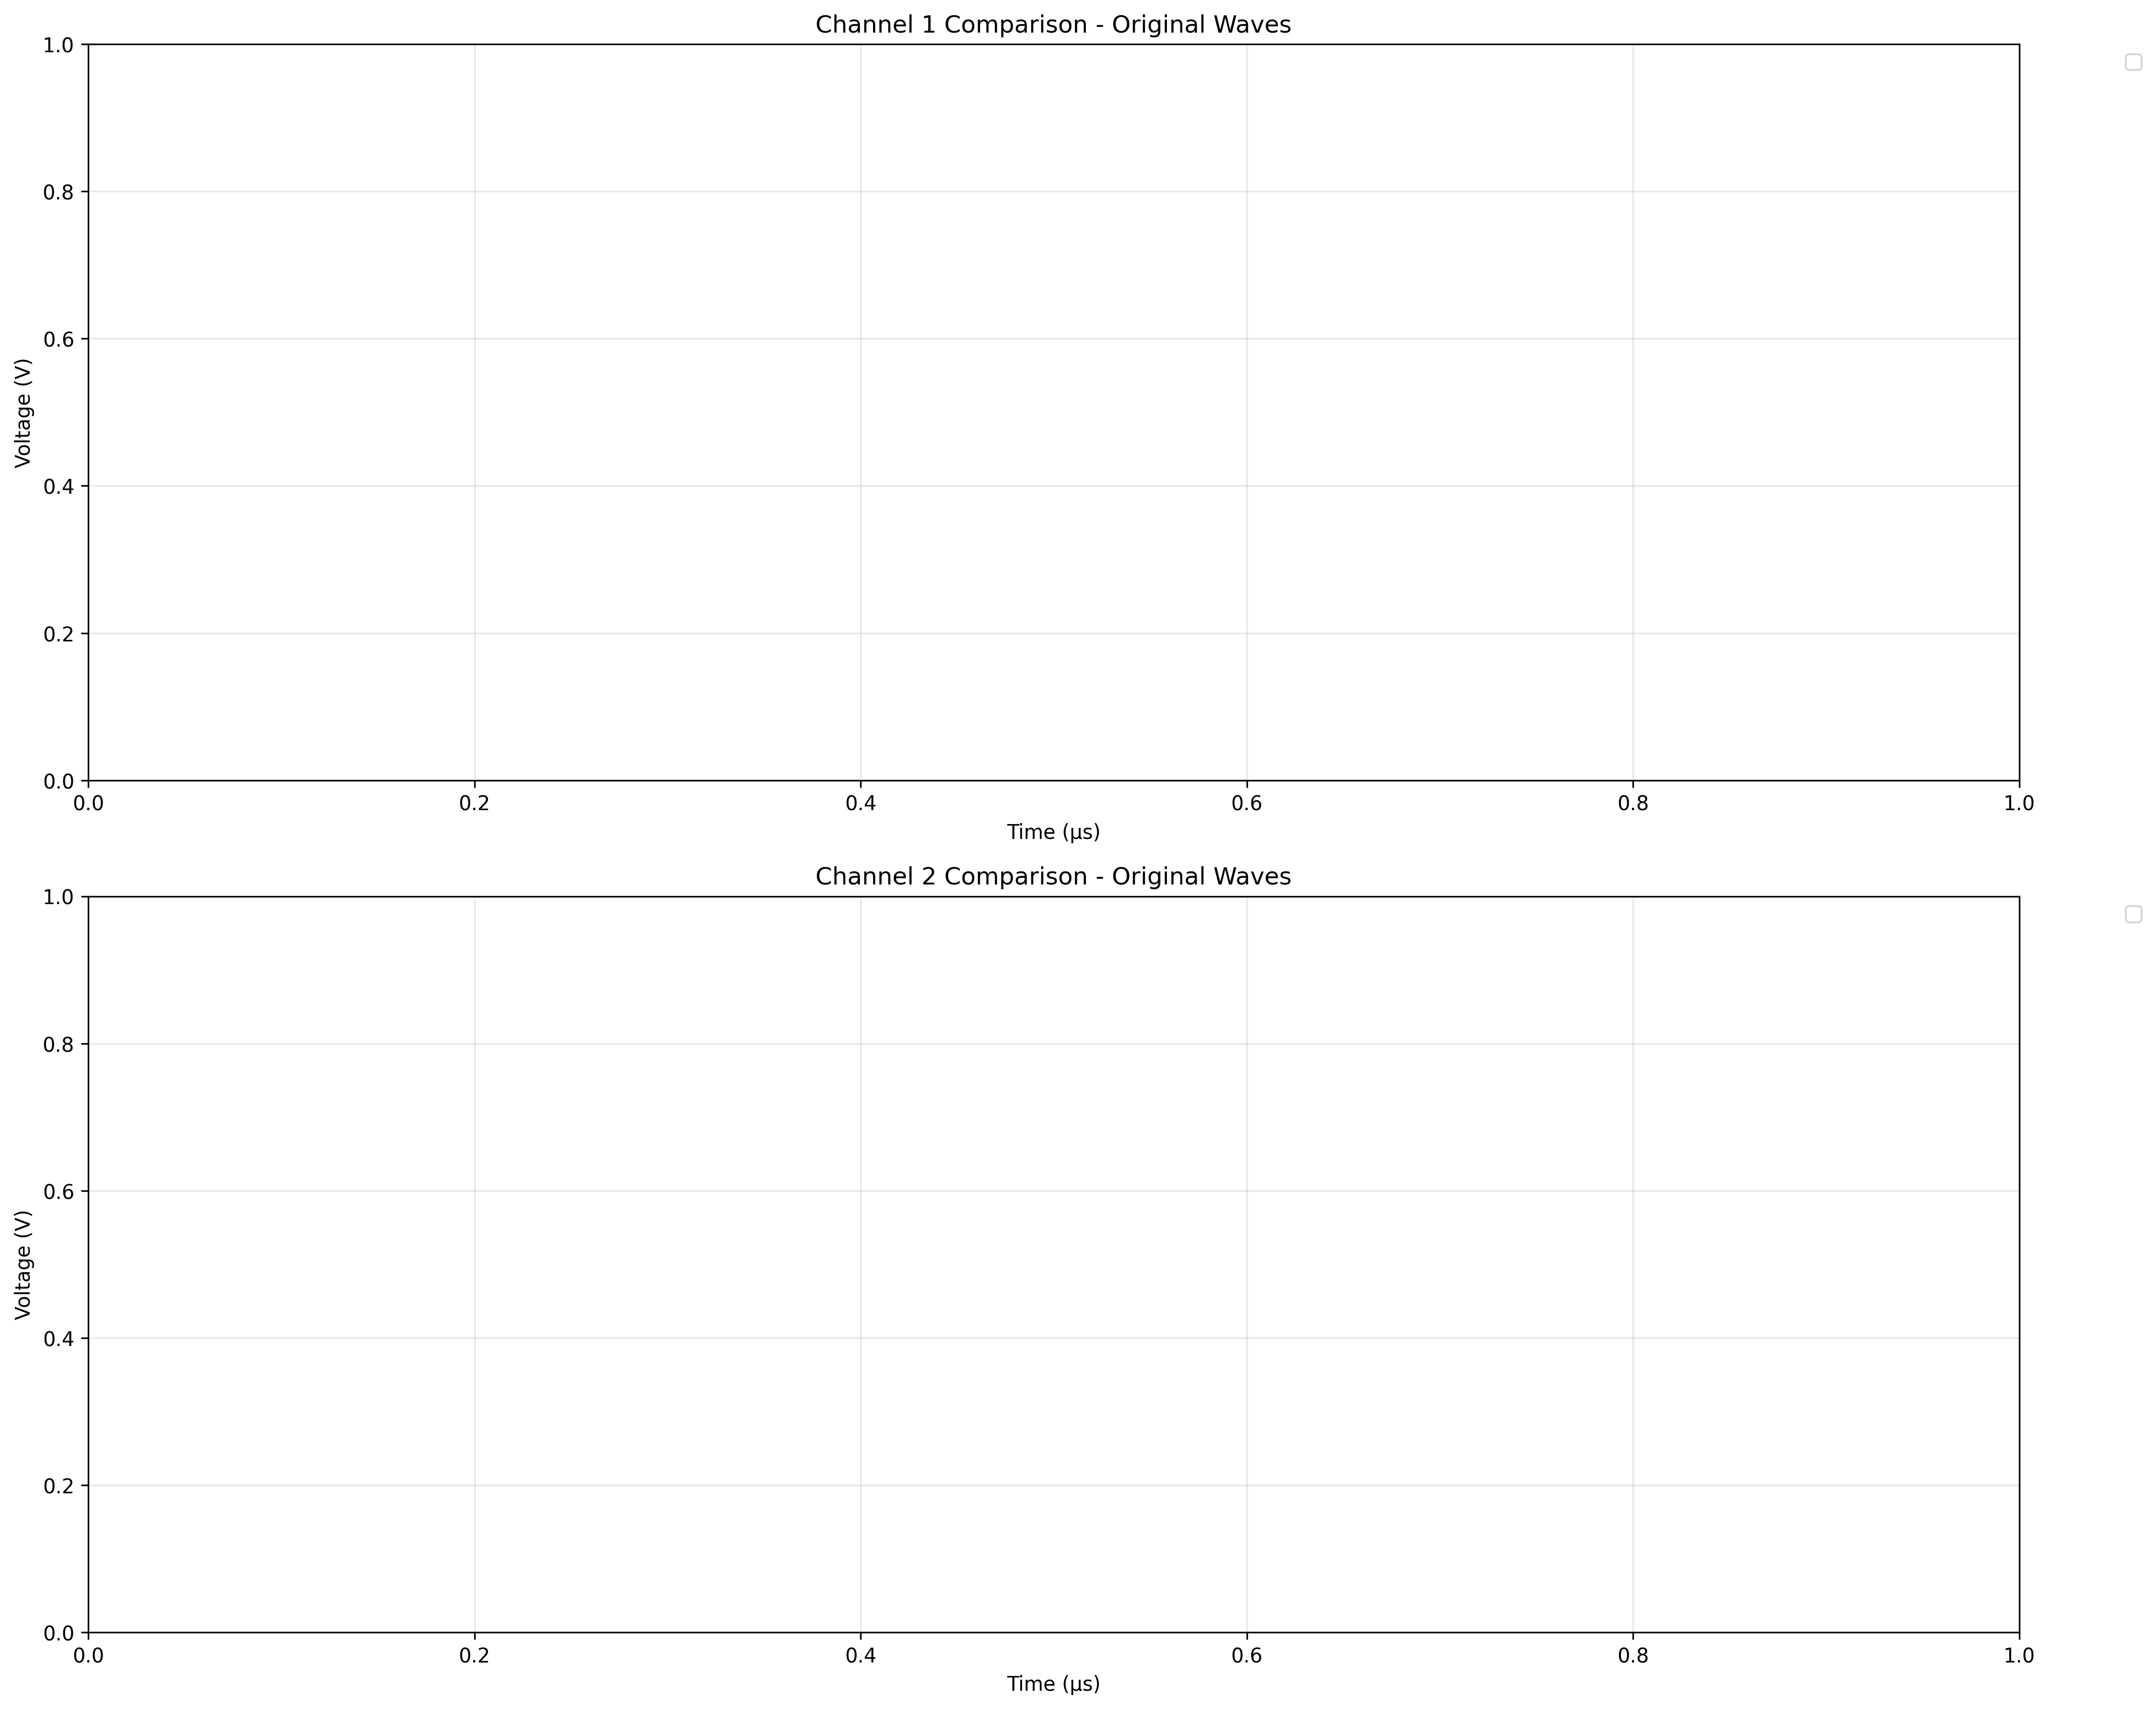 Channel 1 Comparison - Original Waves
1.0
0.8
0.6
0.4
0.2
0.0
Voltage (V)
0.0 0.2 0.4 0.6 0.8 1.0
Time (µs)
Channel 2 Comparison - Original Waves
1.0
0.8
0.6
0.4
0.2
0.0
Voltage (V)
0.0 0.2 0.4 0.6 0.8 1.0
Time (µs)